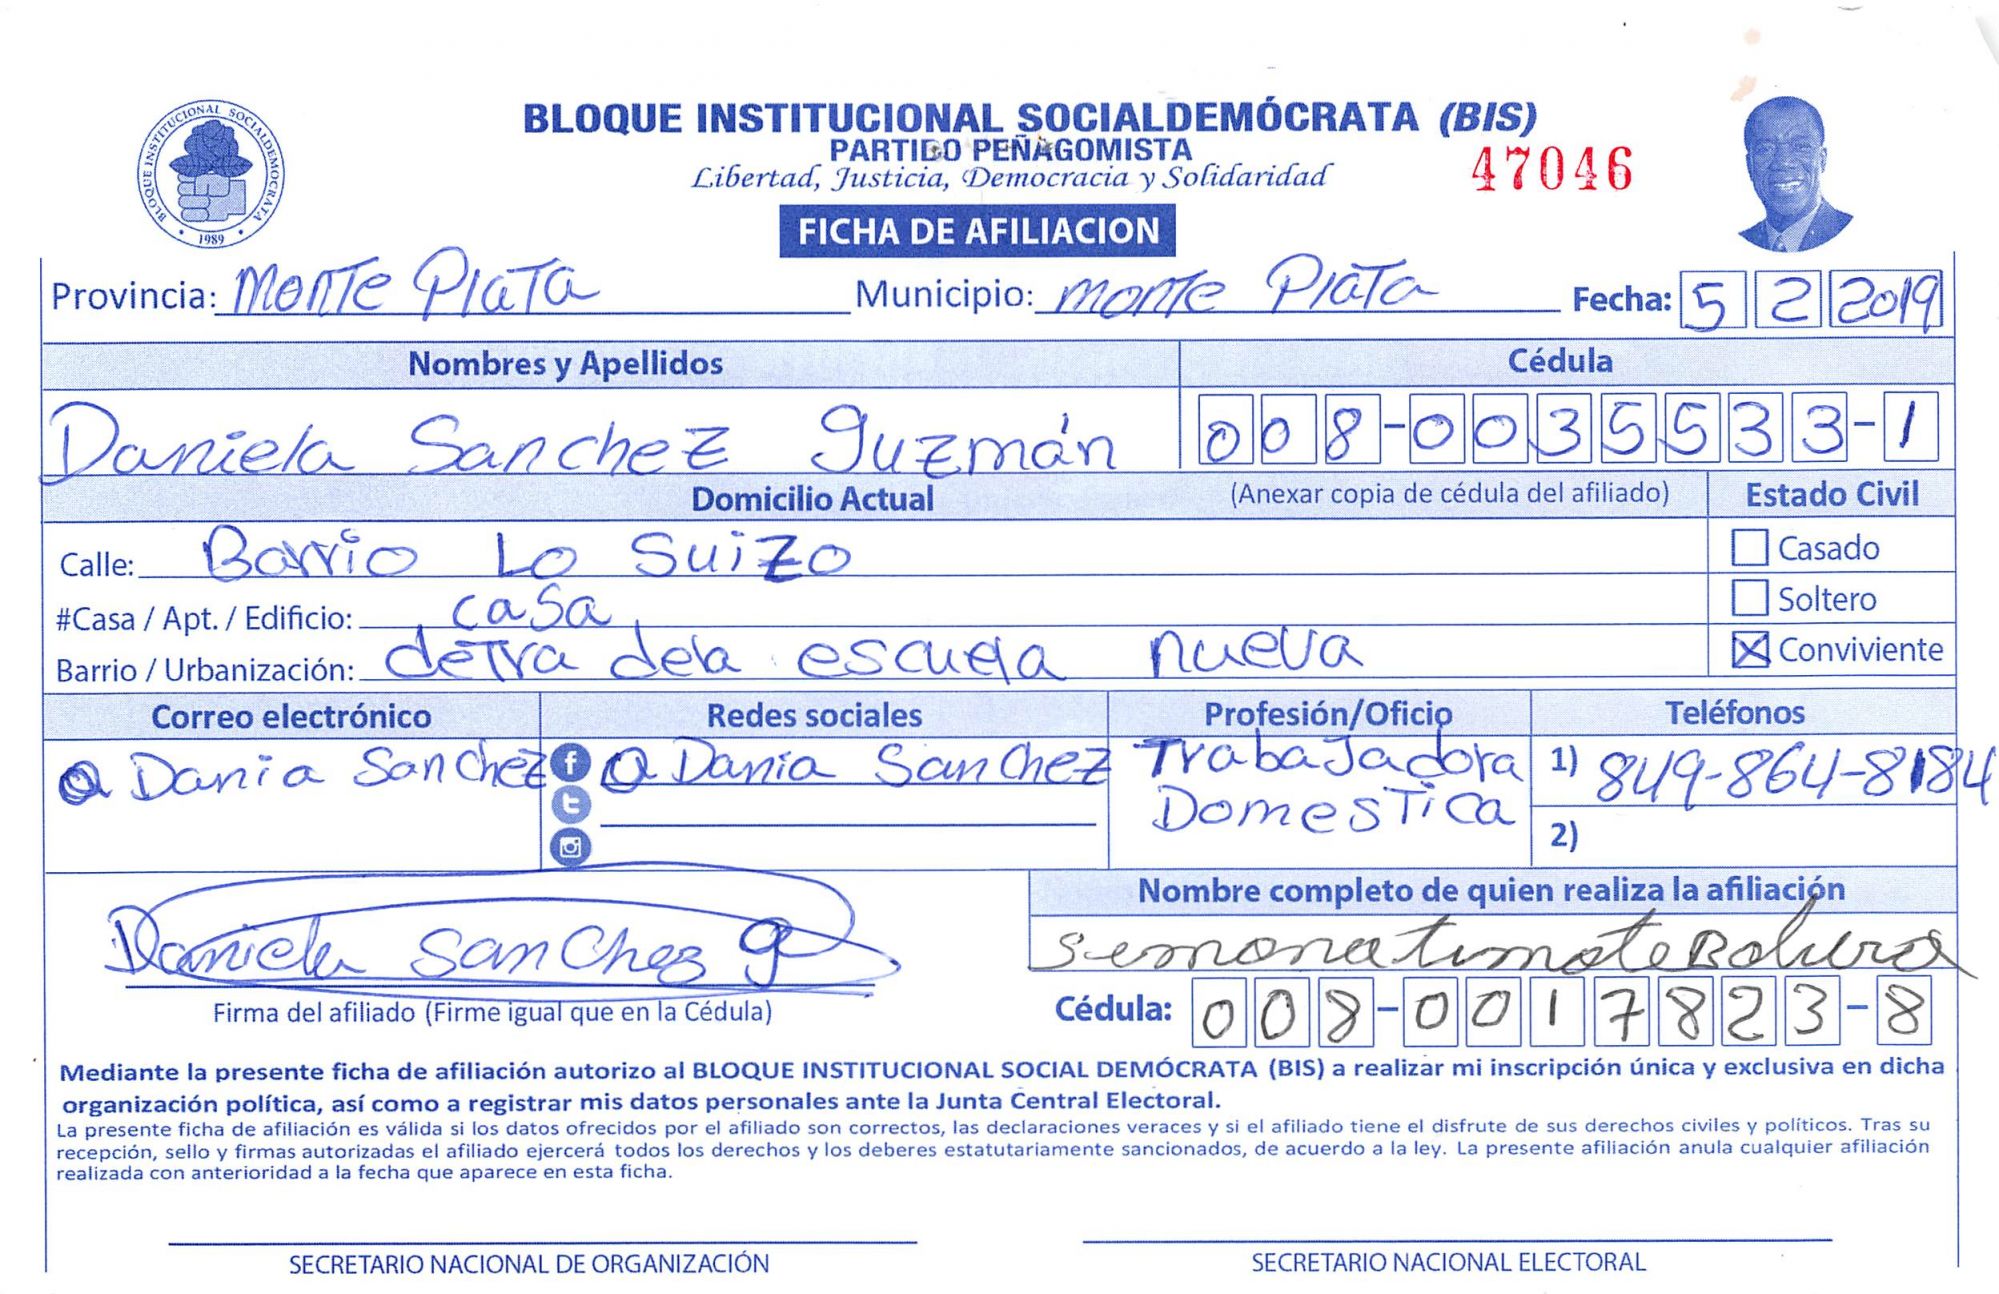 BLOQUE INSTITUCIONAL SOCIALDEMOCRATA
1989
BLOQUE INSTITUCIONAL SOCIALDEMÓCRATA (BIS)
PARTIDO PEÑAGOMISTA
Libertad, Justicia, Democracia y Solidaridad
47046
FICHA DE AFILIACION
Provincia: Monte Plata Municipio: Monte Plata Fecha: 5 2 2019
Nombres y Apellidos Cédula
Daniela Sanchez Guzmán 008-0035533-1
Domicilio Actual (Anexar copia de cédula del afiliado) Estado Civil
Calle: Barrio Lo Suizo Casado
#Casa / Apt. / Edificio: casa Soltero
Barrio / Urbanización: detra dela escuela nueva Conviviente
Correo electrónico Redes sociales Profesión/Oficio Teléfonos
@ Dania Sanchez @ Dania Sanchez Trabajadora 1) 849-864-8184
Domestica
2)
Nombre completo de quien realiza la afiliación
Daniela Sanchez g
Firma del afiliado (Firme igual que en la Cédula) Cédula: 008-0017823-8
Mediante la presente ficha de afiliación autorizo al BLOQUE INSTITUCIONAL SOCIAL DEMÓCRATA (BIS) a realizar mi inscripción única y exclusiva en dicha
organización política, así como a registrar mis datos personales ante la Junta Central Electoral.
La presente ficha de afiliación es válida si los datos ofrecidos por el afiliado son correctos, las declaraciones veraces y si el afiliado tiene el disfrute de sus derechos civiles y políticos. Tras su
recepción, sello y firmas autorizadas el afiliado ejercerá todos los derechos y los deberes estatutariamente sancionados, de acuerdo a la ley. La presente afiliación anula cualquier afiliación
realizada con anterioridad a la fecha que aparece en esta ficha.
SECRETARIO NACIONAL DE ORGANIZACIÓN SECRETARIO NACIONAL ELECTORAL